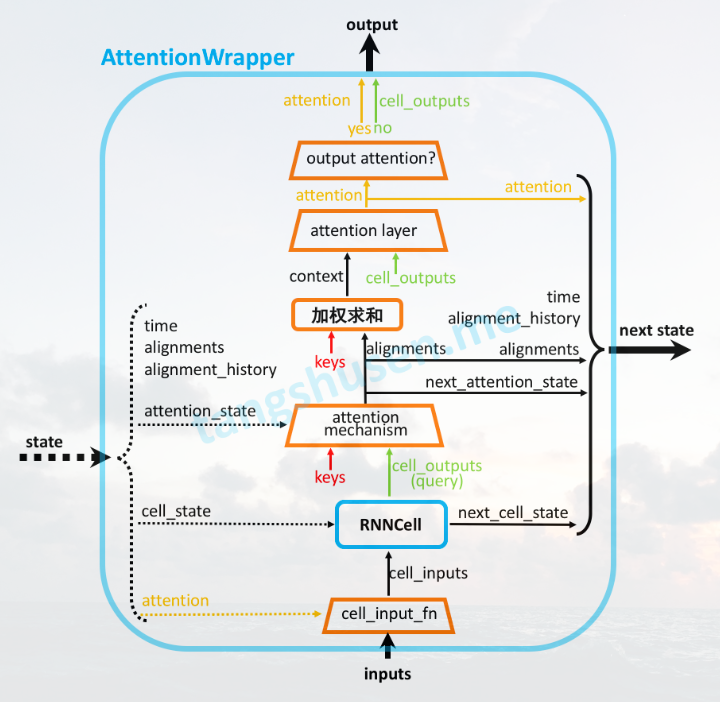 output
AttentionWrapper
attention
cell_outputs
yes no
output attention?
attention
attention
attention layer
context
cell_outputs
time
alignment_history
加权求和
next state
time
alignments
alignment_history
keys
alignments
alignments
next_attention_state
attention_state
attention
mechanism
tangshusen.me
state
keys
cell_outputs
(query)
cell_state
RNNCell
next_cell_state
cell_inputs
attention
cell_input_fn
inputs